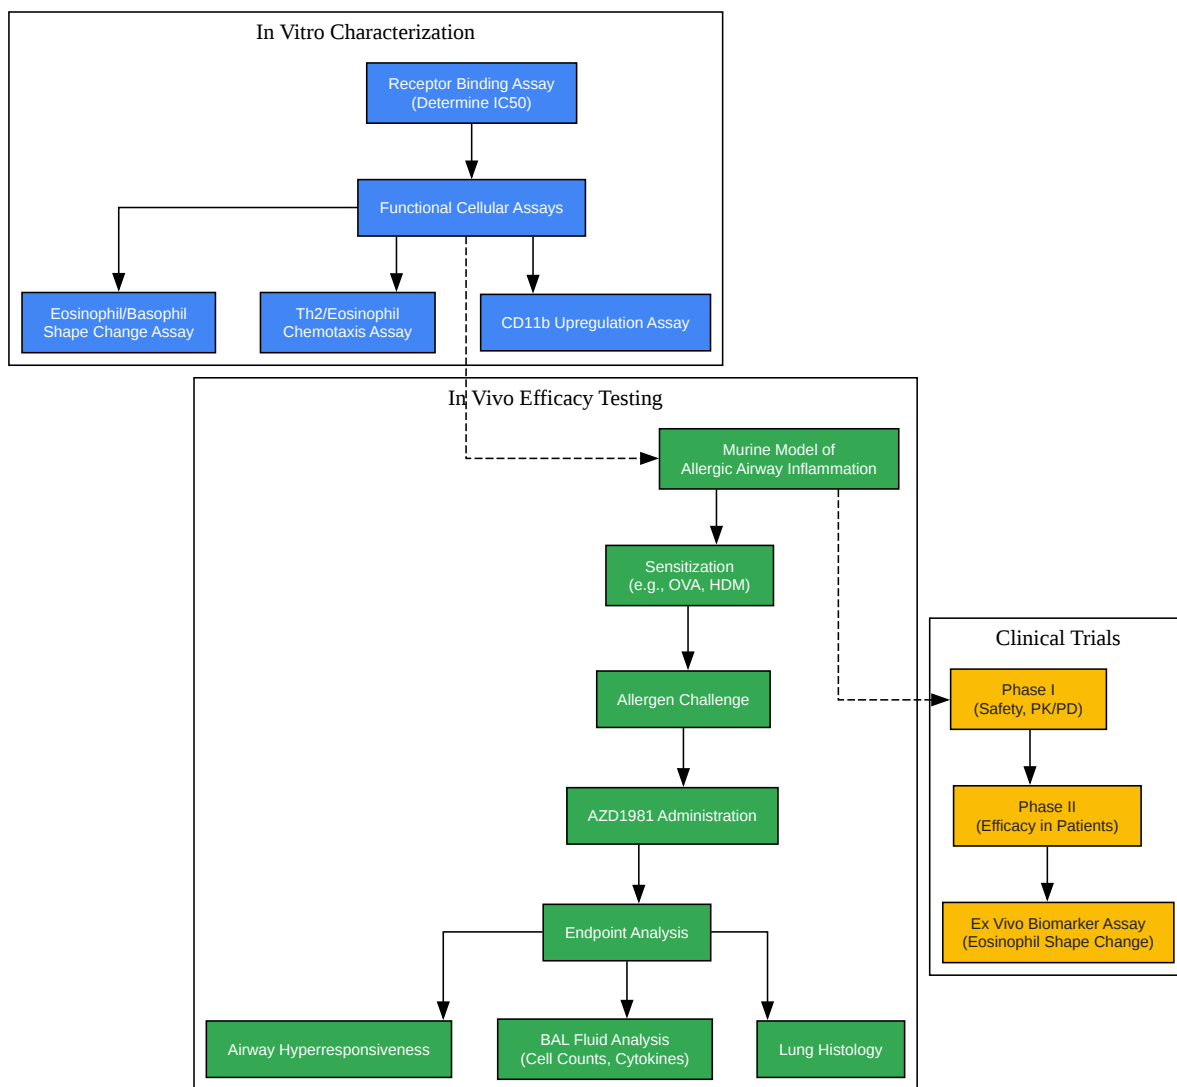 In Vitro Characterization
Receptor Binding Assay
(Determine IC50)
Functional Cellular Assays
Eosinophil/Basophil
Shape Change Assay
Th2/Eosinophil
Chemotaxis Assay
CD11b Upregulation Assay
In Vivo Efficacy Testing
Murine Model of
Allergic Airway Inflammation
Sensitization
(e.g., OVA, HDM)
Allergen Challenge
AZD1981 Administration
Endpoint Analysis
Airway Hyperresponsiveness
BAL Fluid Analysis
(Cell Counts, Cytokines)
Lung Histology
Clinical Trials
Phase I
(Safety, PK/PD)
Phase II
(Efficacy in Patients)
Ex Vivo Biomarker Assay
(Eosinophil Shape Change)